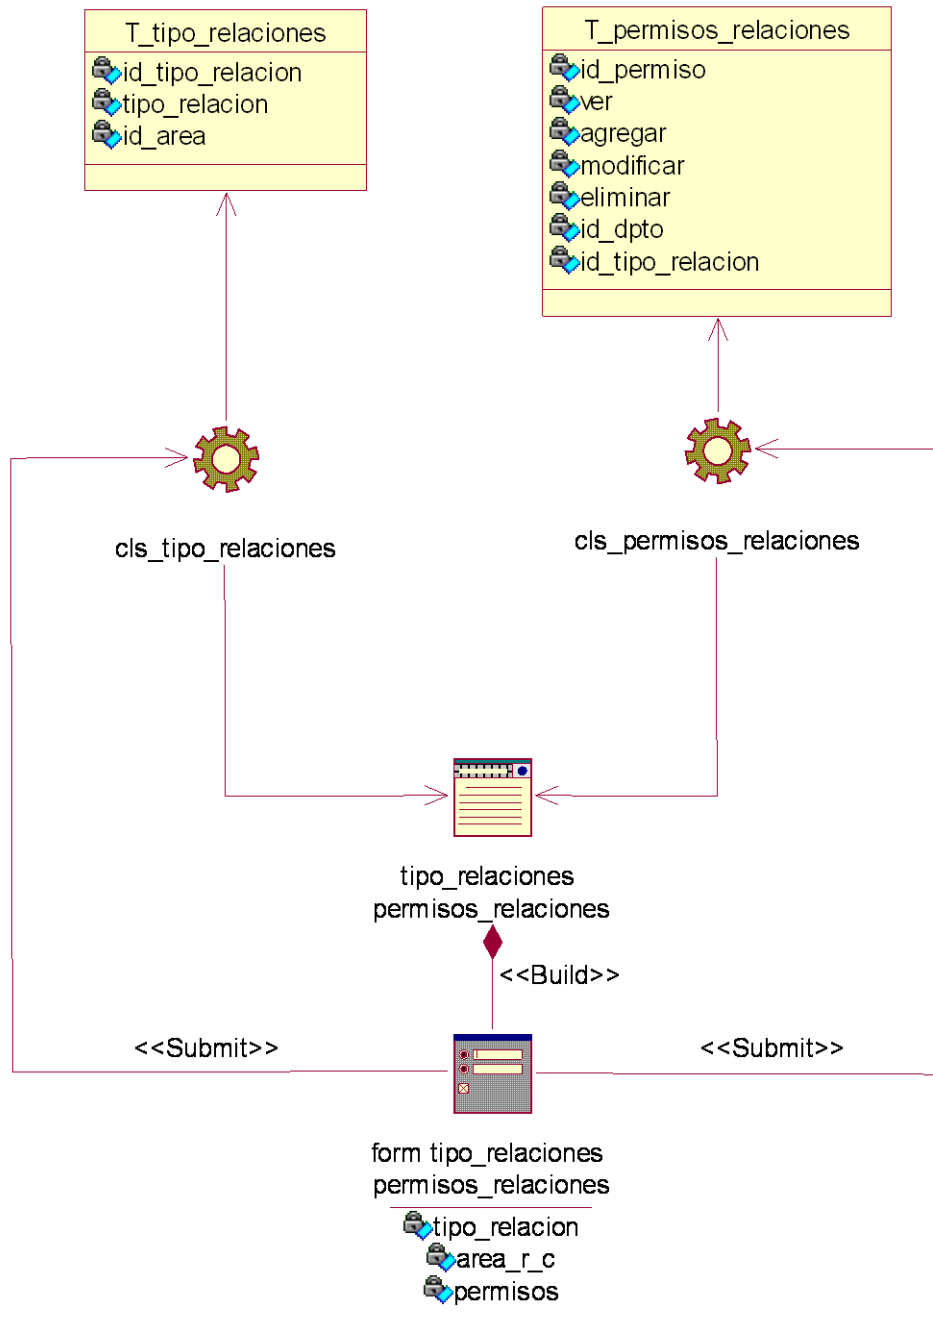 T_tipo_relaciones
id_tipo_relacion
tipo_relacion
id_area
T_permisos_relaciones
id_permiso
ver
agregar
modificar
eliminar
id_dpto
id_tipo_relacion
cls_tipo_relaciones
cls_permisos_relaciones
tipo_relaciones
permisos_relaciones
<<Build>>
<<Submit>>
<<Submit>>
form tipo_relaciones
permisos_relaciones
tipo_relacion
area_r_c
permisos